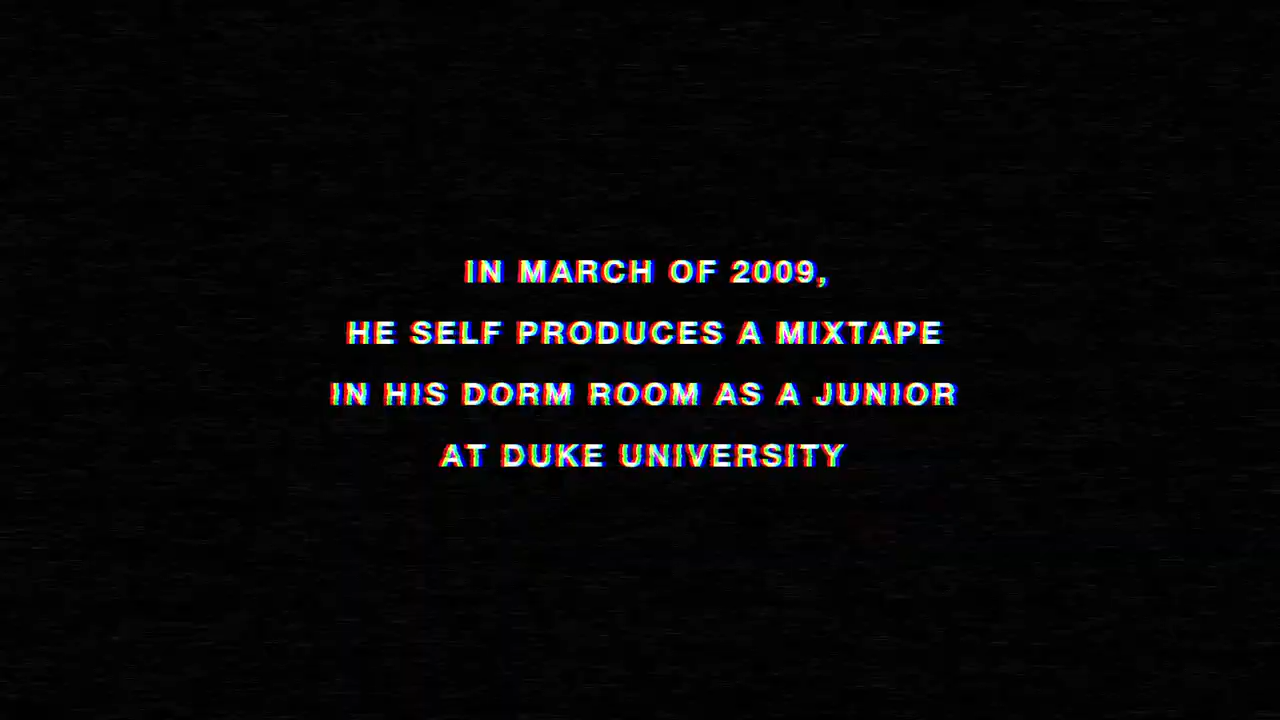 IN MARCH OF 2009,
HE SELF PRODUCES A MIXTAPE
IN HIS DORM ROOM AS A JUNIOR
AT DUKE UNIVERSITY